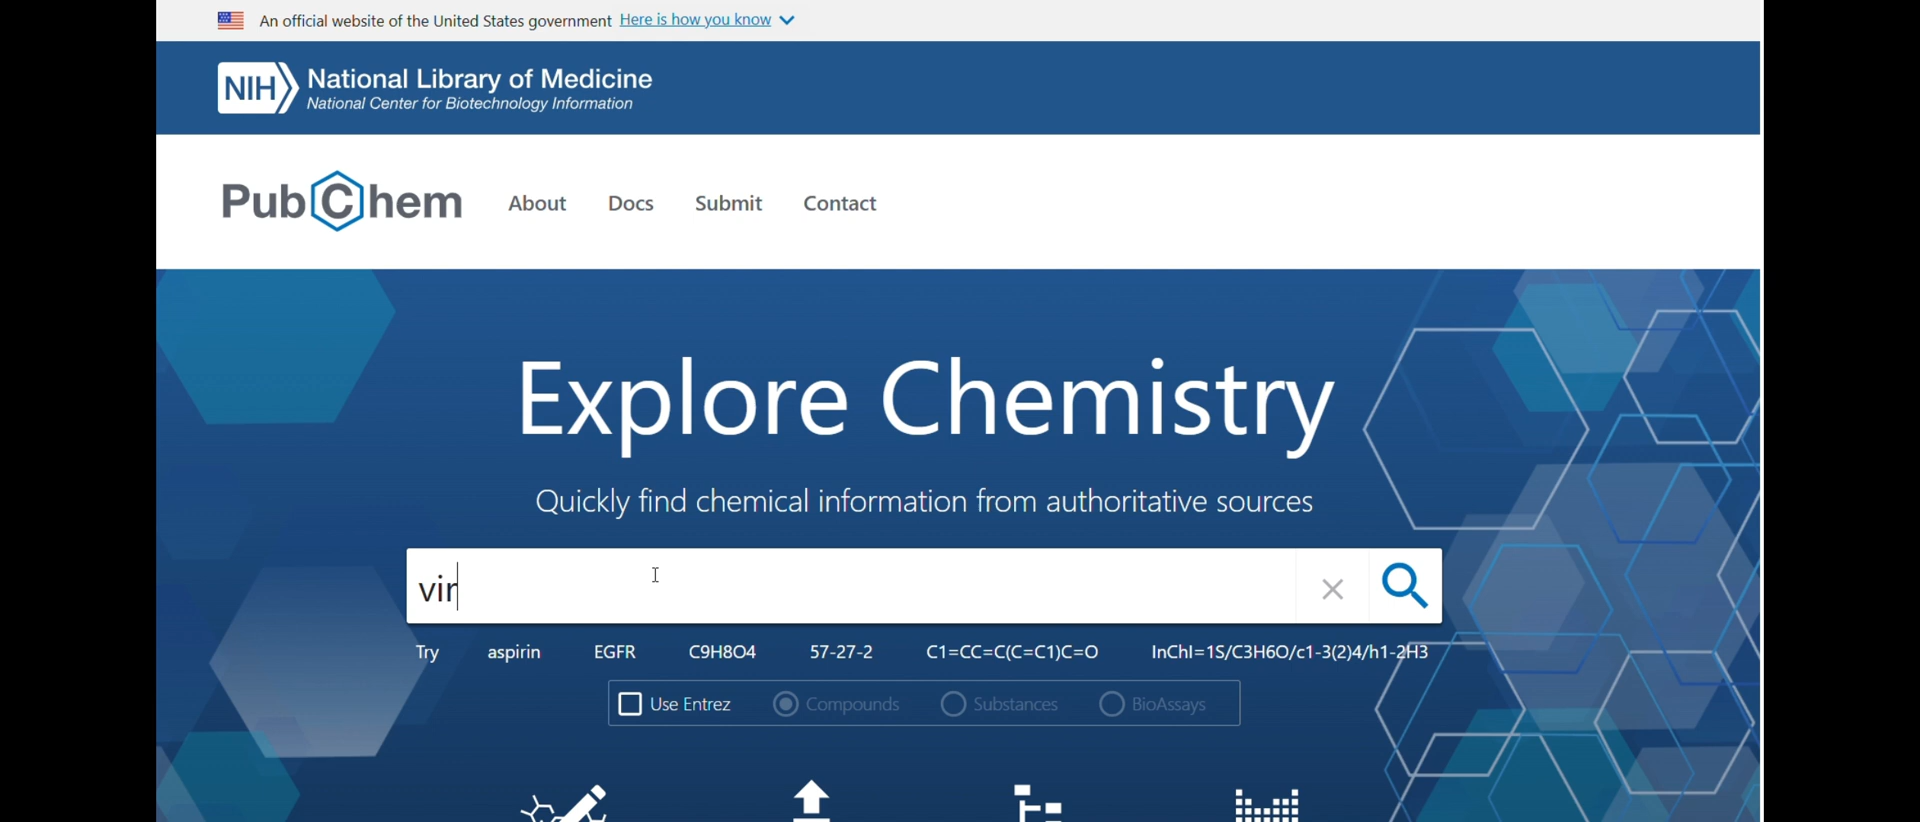 An official website of the United States government Here is how you know
NIH National Library of Medicine
National Center for Biotechnology Information
PubChem About Docs Submit Contact
Explore Chemistry
Quickly find chemical information from authoritative sources
vir
Try aspirin EGFR C9H8O4 57-27-2 C1=CC=C(C=C1)C=O InChI=1S/C3H6O/c1-3(2)4/h1-2H3
Use Entrez Compounds Substances BioAssays